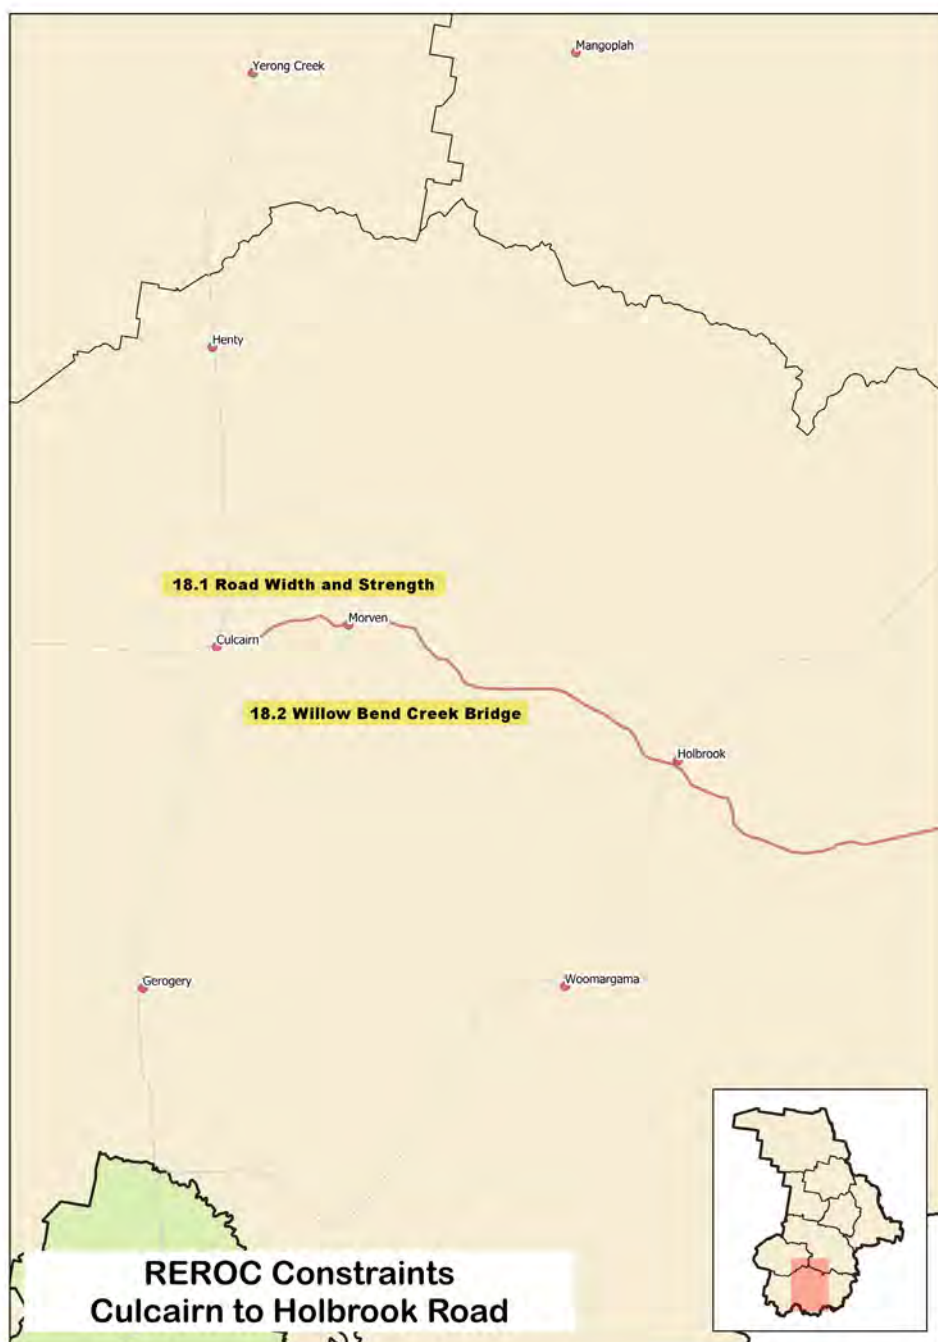 Yerong Creek
Mangoplah
Henty
18.1 Road Width and Strength
Morven
Culcairn
18.2 Willow Bend Creek Bridge
Holbrook
Gerogery
Woomargama
REROC Constraints
Culcairn to Holbrook Road